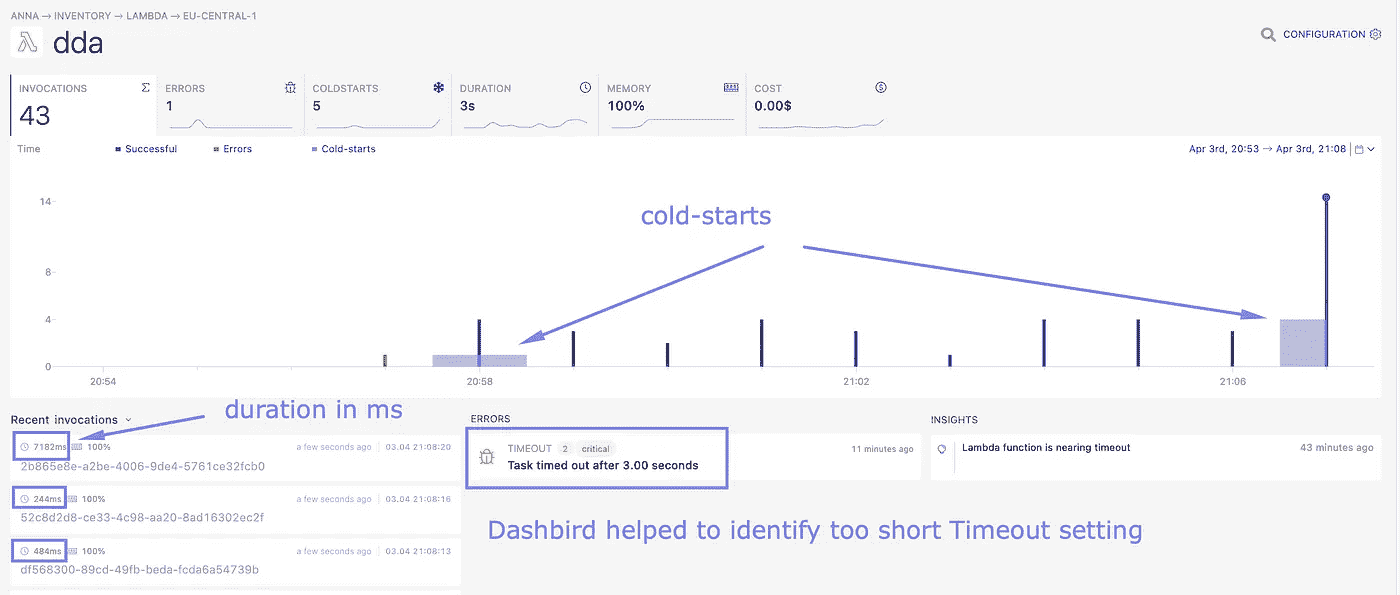 ANNA → INVENTORY → LAMBDA → EU-CENTRAL-1
dda
CONFIGURATION
INVOCATIONS
43
ERRORS
1
COLDSTARTS
5
DURATION
3s
MEMORY
100%
COST
0.00$
Time
Successful
Errors
Cold-starts
Apr 3rd, 20:53 → Apr 3rd, 21:08
14
8
4
0
cold-starts
20:54
20:58
21:02
21:06
Recent invocations
duration in ms
7182ms 100% a few seconds ago 03.04 21:08:20
2b865e8e-a2be-4006-9de4-5761ce32fcb0
244ms 100% a few seconds ago 03.04 21:08:16
52c8d2d8-ce33-4c98-aa20-8ad16302ec2f
484ms 100% a few seconds ago 03.04 21:08:13
df568300-89cd-49fb-beda-fcda6a54739b
ERRORS
TIMEOUT 2 critical
Task timed out after 3.00 seconds
11 minutes ago
INSIGHTS
Lambda function is nearing timeout 43 minutes ago
Dashbird helped to identify too short Timeout setting